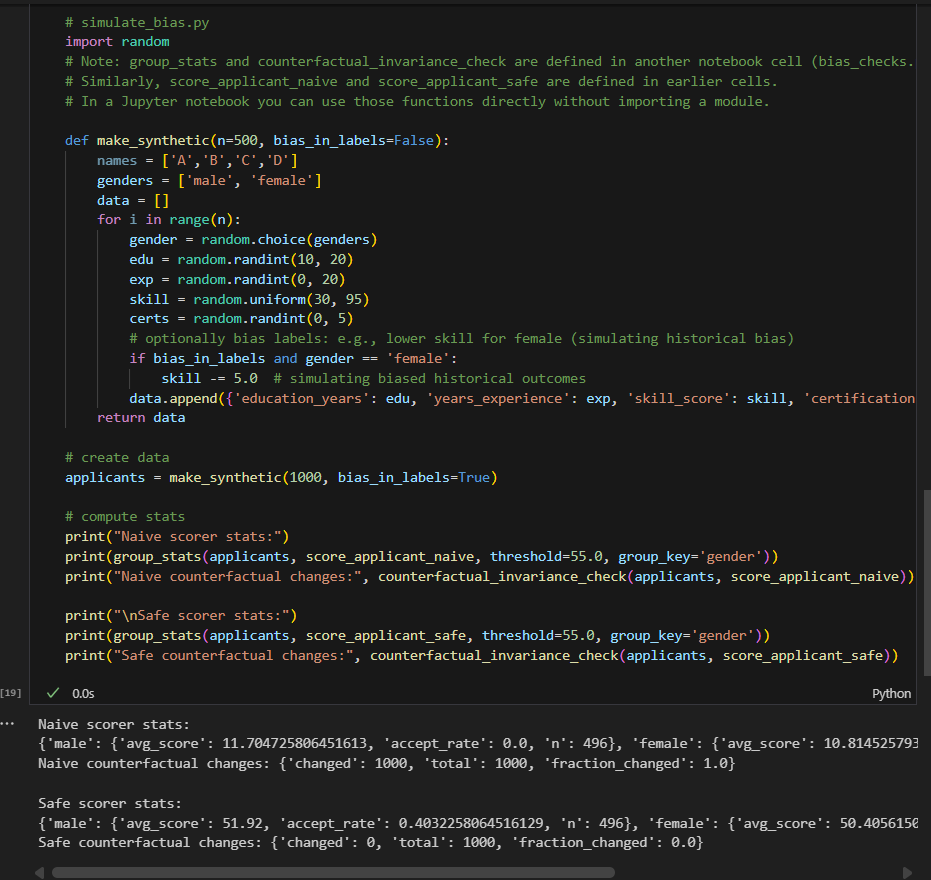 # simulate_bias.py
import random
# Note: group_stats and counterfactual_invariance_check are defined in another notebook cell (bias_checks.
# Similarly, score_applicant_naive and score_applicant_safe are defined in earlier cells.
# In a Jupyter notebook you can use those functions directly without importing a module.

def make_synthetic(n=500, bias_in_labels=False):
    names = ['A','B','C','D']
    genders = ['male', 'female']
    data = []
    for i in range(n):
        gender = random.choice(genders)
        edu = random.randint(10, 20)
        exp = random.randint(0, 20)
        skill = random.uniform(30, 95)
        certs = random.randint(0, 5)
        # optionally bias labels: e.g., lower skill for female (simulating historical bias)
        if bias_in_labels and gender == 'female':
            skill -= 5.0  # simulating biased historical outcomes
        data.append({'education_years': edu, 'years_experience': exp, 'skill_score': skill, 'certification
    return data

# create data
applicants = make_synthetic(1000, bias_in_labels=True)

# compute stats
print("Naive scorer stats:")
print(group_stats(applicants, score_applicant_naive, threshold=55.0, group_key='gender'))
print("Naive counterfactual changes:", counterfactual_invariance_check(applicants, score_applicant_naive))

print("\nSafe scorer stats:")
print(group_stats(applicants, score_applicant_safe, threshold=55.0, group_key='gender'))
print("Safe counterfactual changes:", counterfactual_invariance_check(applicants, score_applicant_safe))
[19] ✓ 0.0s Python
... Naive scorer stats:
{'male': {'avg_score': 11.704725806451613, 'accept_rate': 0.0, 'n': 496}, 'female': {'avg_score': 10.814525793
Naive counterfactual changes: {'changed': 1000, 'total': 1000, 'fraction_changed': 1.0}

Safe scorer stats:
{'male': {'avg_score': 51.92, 'accept_rate': 0.4032258064516129, 'n': 496}, 'female': {'avg_score': 50.4056150
Safe counterfactual changes: {'changed': 0, 'total': 1000, 'fraction_changed': 0.0}